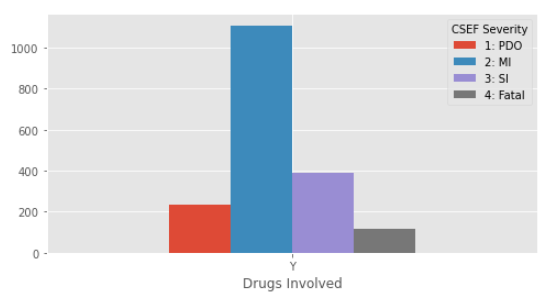 CSEF Severity
1: PDO
2: MI
3: SI
4: Fatal
1000
800
600
400
200
0
Y
Drugs Involved